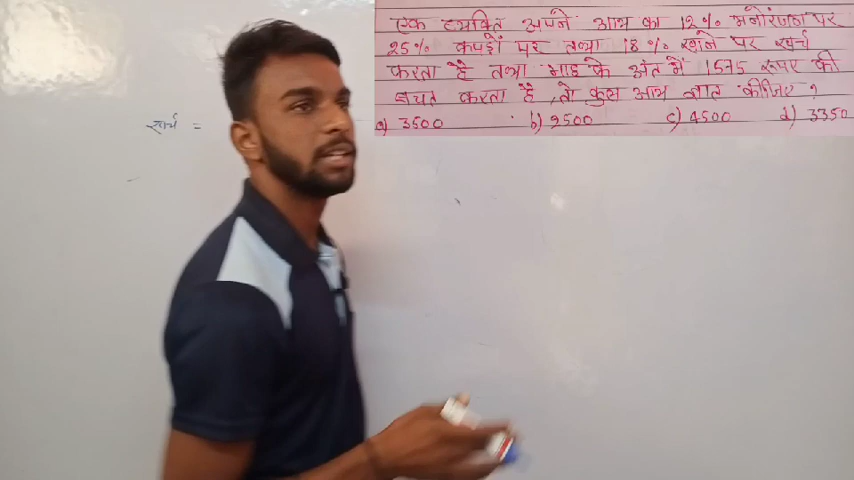 एक व्यक्ति अपने आय का 12% मनोरंजन पर
25% कपड़ों पर तथा 18% खाने पर खर्च
करता है तथा माह के अंत में 1575 रूपए की
बचत करता है, तो कुल आय ज्ञात कीजिए ?
a) 3500 b) 2500 c) 4500 d) 3350
खर्च =